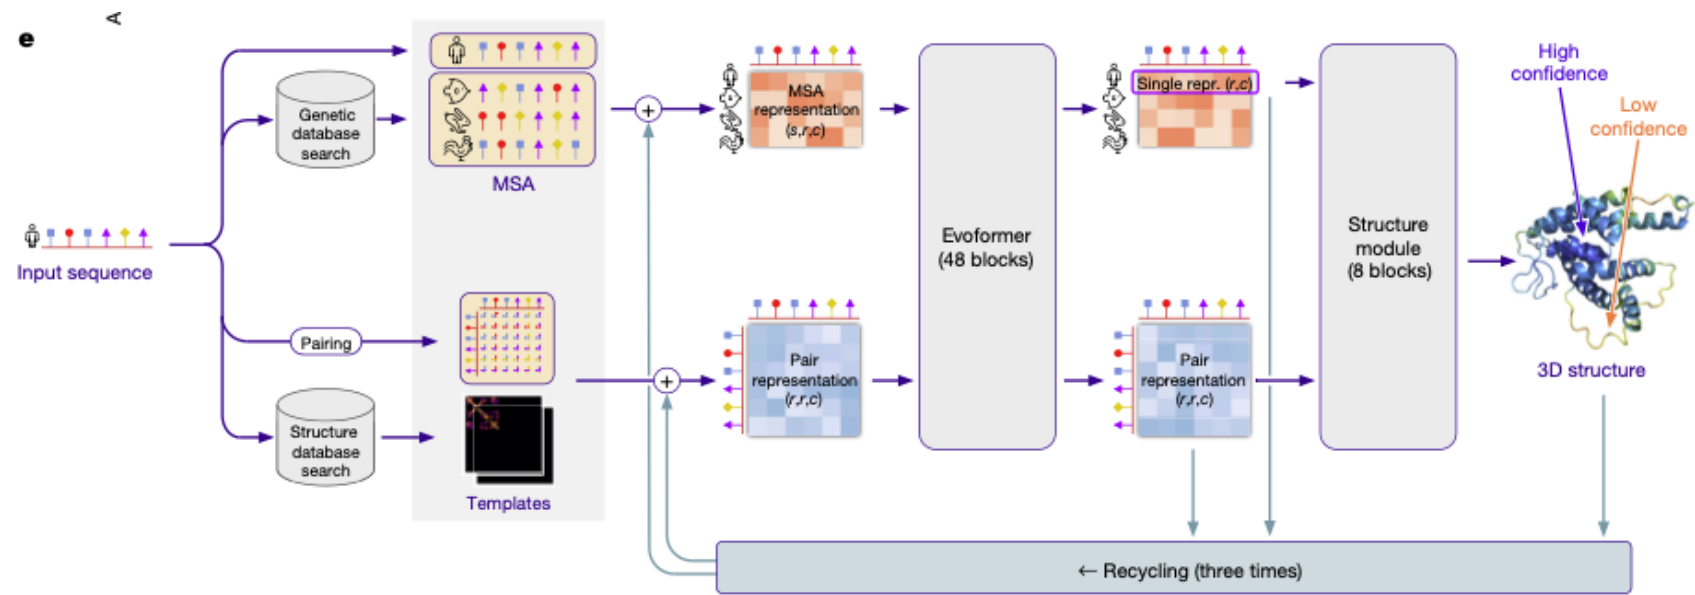 A
e
Input sequence
Genetic
database
search
MSA
Pairing
Structure
database
search
Templates
MSA
representation
(s,r,c)
Pair
representation
(r,r,c)
Evoformer
(48 blocks)
Single repr. (r,c)
Pair
representation
(r,r,c)
Structure
module
(8 blocks)
High
confidence
Low
confidence
3D structure
← Recycling (three times)